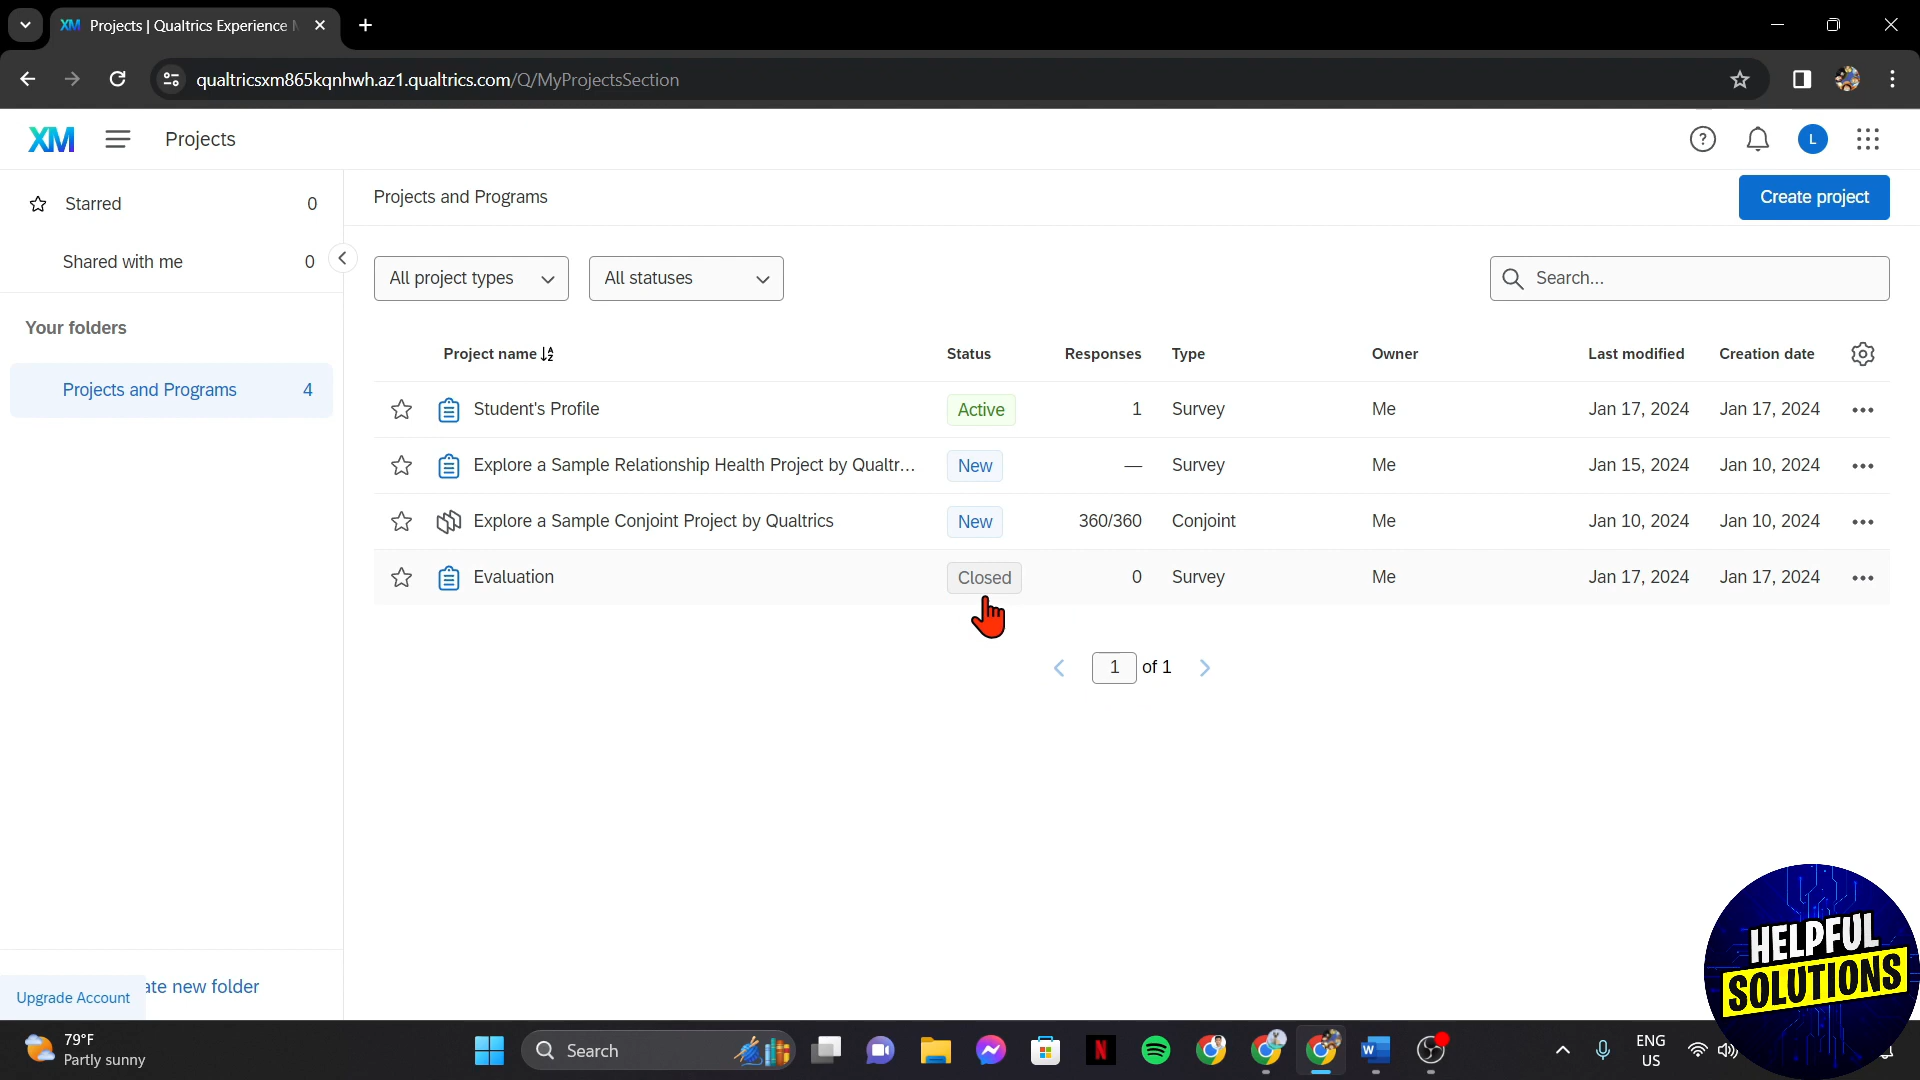 XM Projects | Qualtrics Experience
qualtricsxm865kqnhwh.az1.qualtrics.com/Q/MyProjectsSection
XM Projects ? L
Starred 0
Shared with me 0
Your folders
Projects and Programs 4
ate new folder
Upgrade Account
Projects and Programs
Create project
All project types All statuses Search...
Project name Status Responses Type Owner Last modified Creation date
Student's Profile Active 1 Survey Me Jan 17, 2024 Jan 17, 2024
Explore a Sample Relationship Health Project by Qualtr... New — Survey Me Jan 15, 2024 Jan 10, 2024
Explore a Sample Conjoint Project by Qualtrics New 360/360 Conjoint Me Jan 10, 2024 Jan 10, 2024
Evaluation Closed 0 Survey Me Jan 17, 2024 Jan 17, 2024
1 of 1
HELPFUL
SOLUTIONS
79°F
Partly sunny
Search
N
W
ENG
US